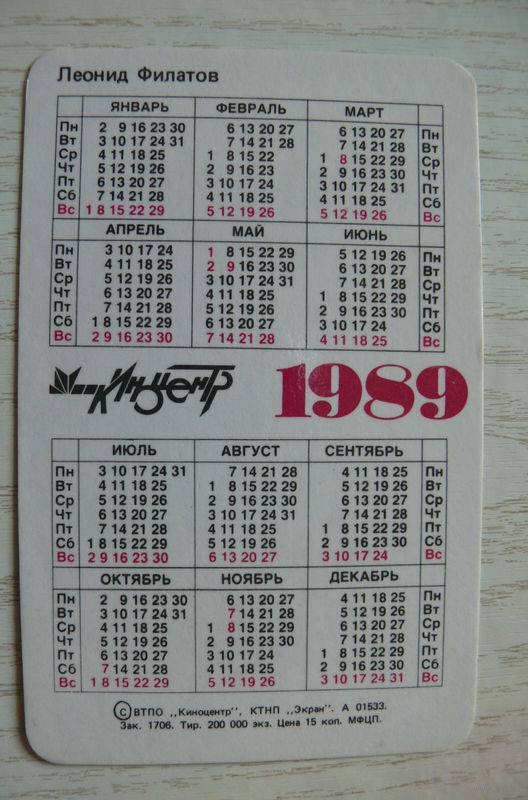 Леонид Филатов
ЯНВАРЬ ФЕВРАЛЬ МАРТ
Пн 2 9 16 23 30 6 13 20 27 6 13 20 27 Пн
Вт 3 10 17 24 31 7 14 21 28 7 14 21 28 Вт
Ср 4 11 18 25 1 8 15 22 1 8 15 22 29 Ср
Чт 5 12 19 26 2 9 16 23 2 9 16 23 30 Чт
Пт 6 13 20 27 3 10 17 24 3 10 17 24 31 Пт
Сб 7 14 21 28 4 11 18 25 4 11 18 25 Сб
Вс 1 8 15 22 29 5 12 19 26 5 12 19 26 Вс
АПРЕЛЬ МАЙ ИЮНЬ
Пн 3 10 17 24 1 8 15 22 29 5 12 19 26 Пн
Вт 4 11 18 25 2 9 16 23 30 6 13 20 27 Вт
Ср 5 12 19 26 3 10 17 24 31 7 14 21 28 Ср
Чт 6 13 20 27 4 11 18 25 1 8 15 22 29 Чт
Пт 7 14 21 28 5 12 19 26 2 9 16 23 30 Пт
Сб 1 8 15 22 29 6 13 20 27 3 10 17 24 Сб
Вс 2 9 16 23 30 7 14 21 28 4 11 18 25 Вс
Киноцентр 1989
ИЮЛЬ АВГУСТ СЕНТЯБРЬ
Пн 3 10 17 24 31 7 14 21 28 4 11 18 25 Пн
Вт 4 11 18 25 1 8 15 22 29 5 12 19 26 Вт
Ср 5 12 19 26 2 9 16 23 30 6 13 20 27 Ср
Чт 6 13 20 27 3 10 17 24 31 7 14 21 28 Чт
Пт 7 14 21 28 4 11 18 25 1 8 15 22 29 Пт
Сб 1 8 15 22 29 5 12 19 26 2 9 16 23 30 Сб
Вс 2 9 16 23 30 6 13 20 27 3 10 17 24 Вс
ОКТЯБРЬ НОЯБРЬ ДЕКАБРЬ
Пн 2 9 16 23 30 6 13 20 27 4 11 18 25 Пн
Вт 3 10 17 24 31 7 14 21 28 5 12 19 26 Вт
Ср 4 11 18 25 1 8 15 22 29 6 13 20 27 Ср
Чт 5 12 19 26 2 9 16 23 30 7 14 21 28 Чт
Пт 6 13 20 27 3 10 17 24 1 8 15 22 29 Пт
Сб 7 14 21 28 4 11 18 25 2 9 16 23 30 Сб
Вс 1 8 15 22 29 5 12 19 26 3 10 17 24 31 Вс
© ВТПО ,,Киноцентр", КТНП ,,Экран". А 01533.
Зак. 1706. Тир. 200 000 экз. Цена 15 коп. МФЦП.